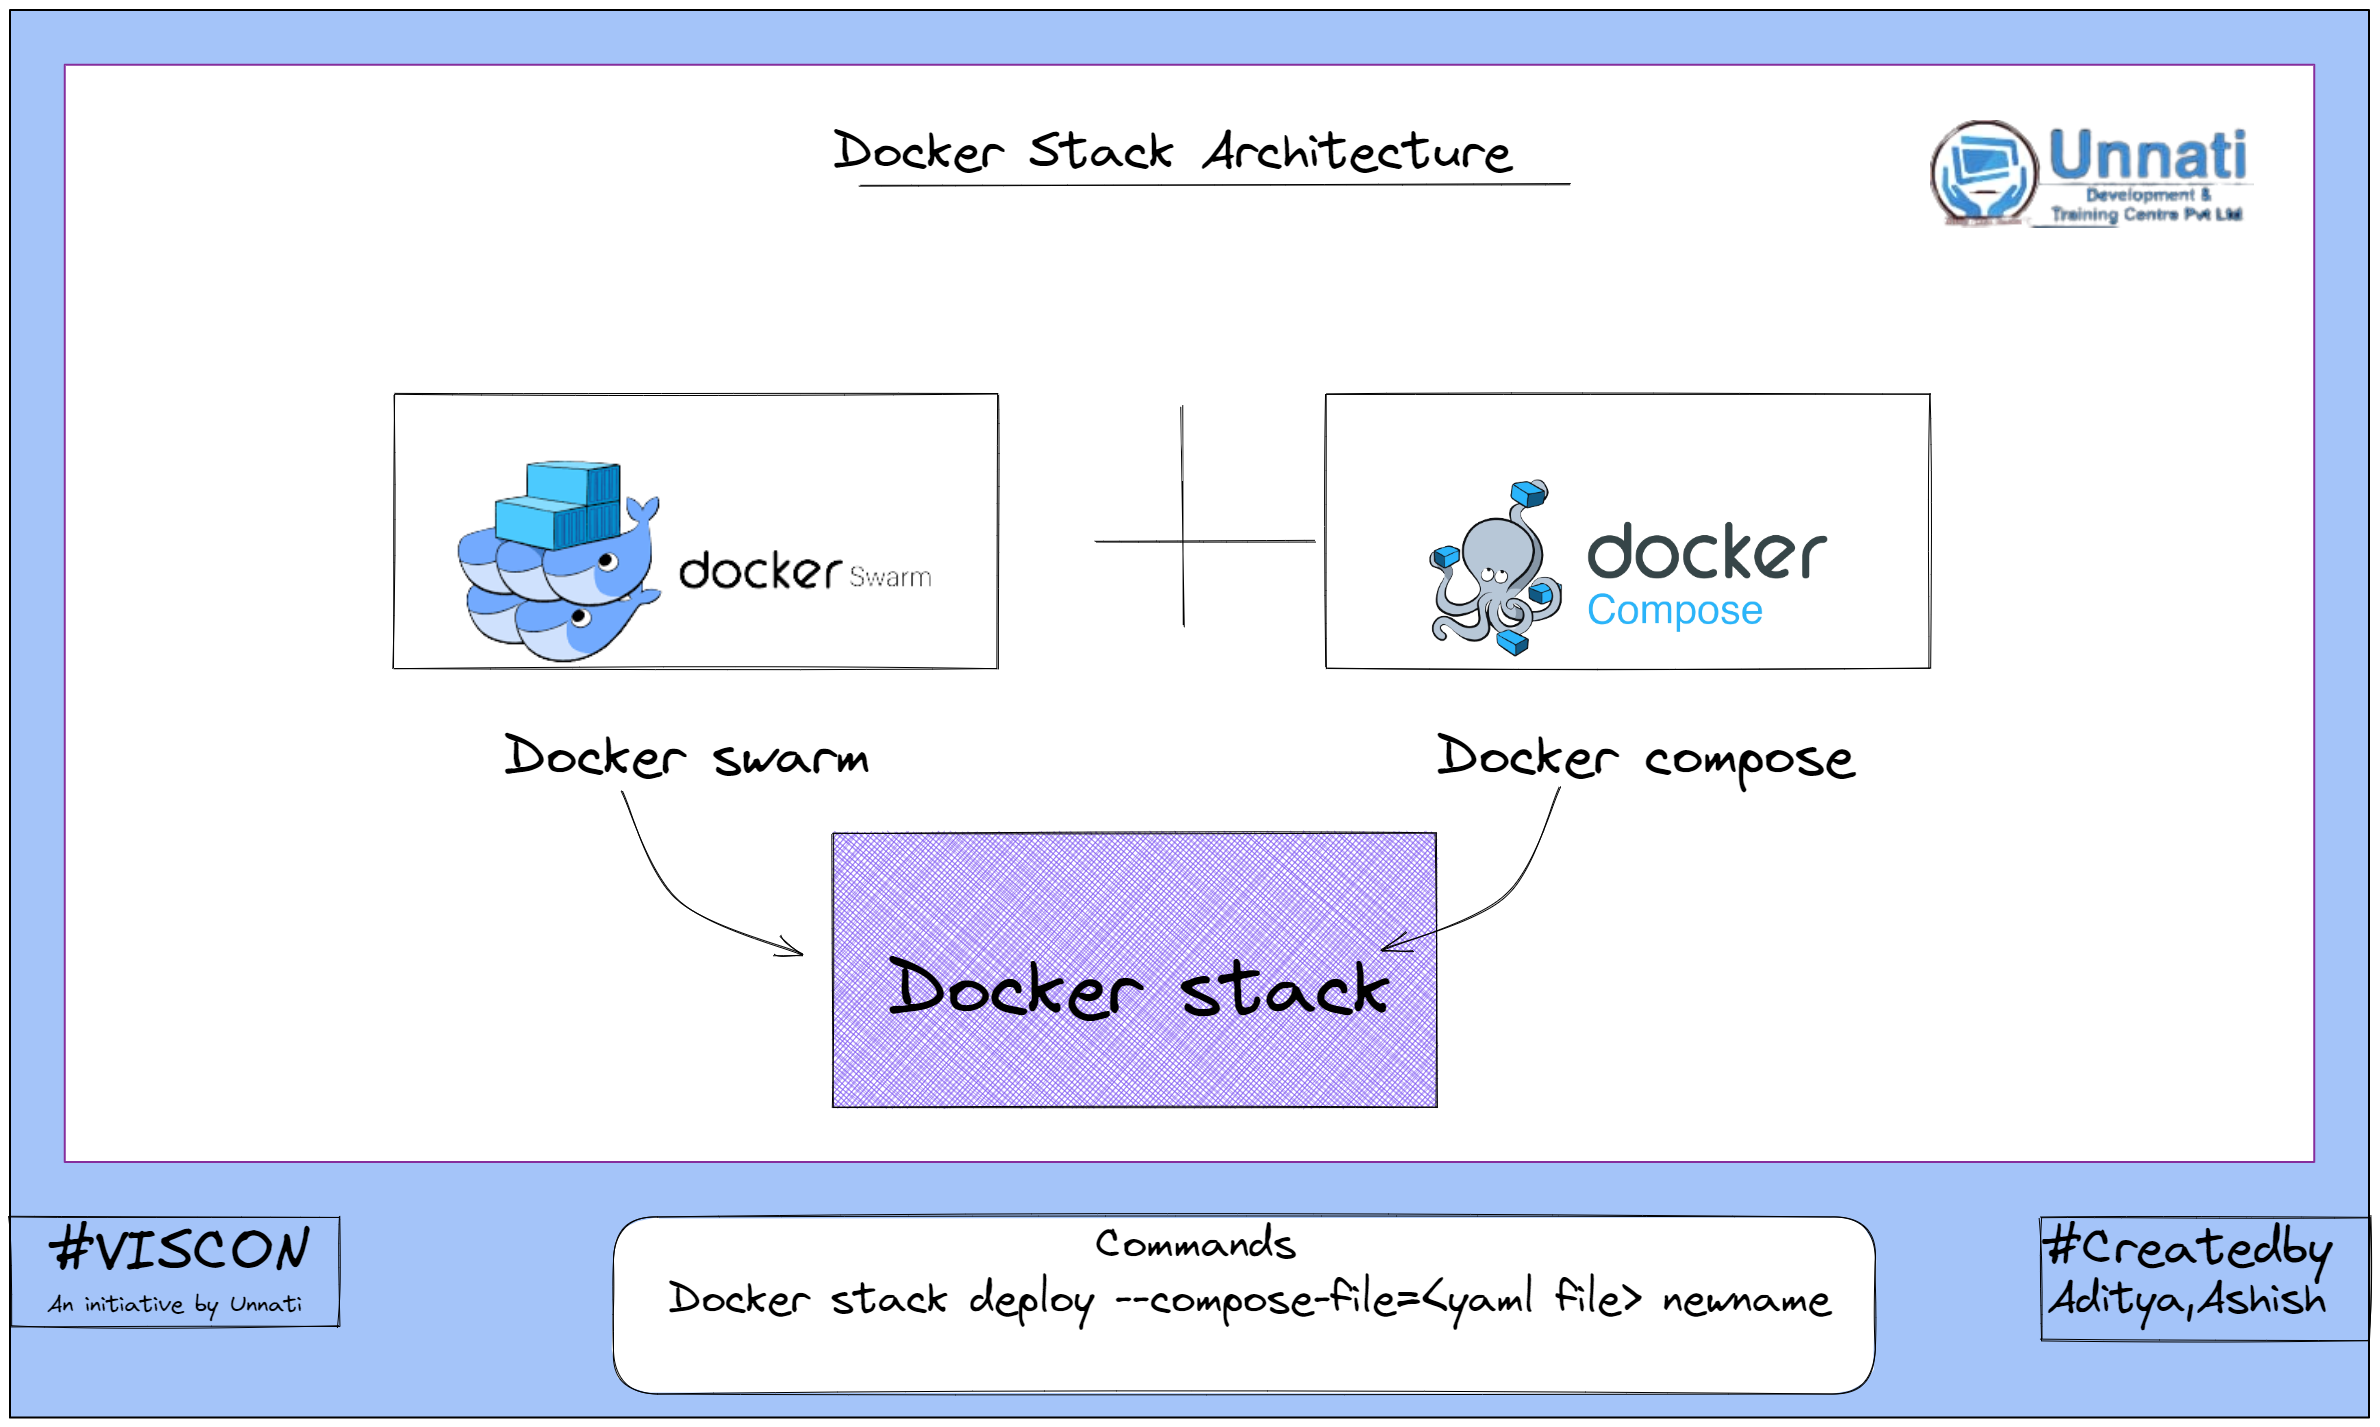 Docker Stack Architecture
Unnati
Development &
Training Centre Pvt Ltd
docker Swarm
docker
Compose
Docker swarm
Docker compose
Docker stack
#VISCON
An initiative by Unnati
Commands
Docker stack deploy --compose-file=<yaml file> newname
#Createdby
Aditya,Ashish